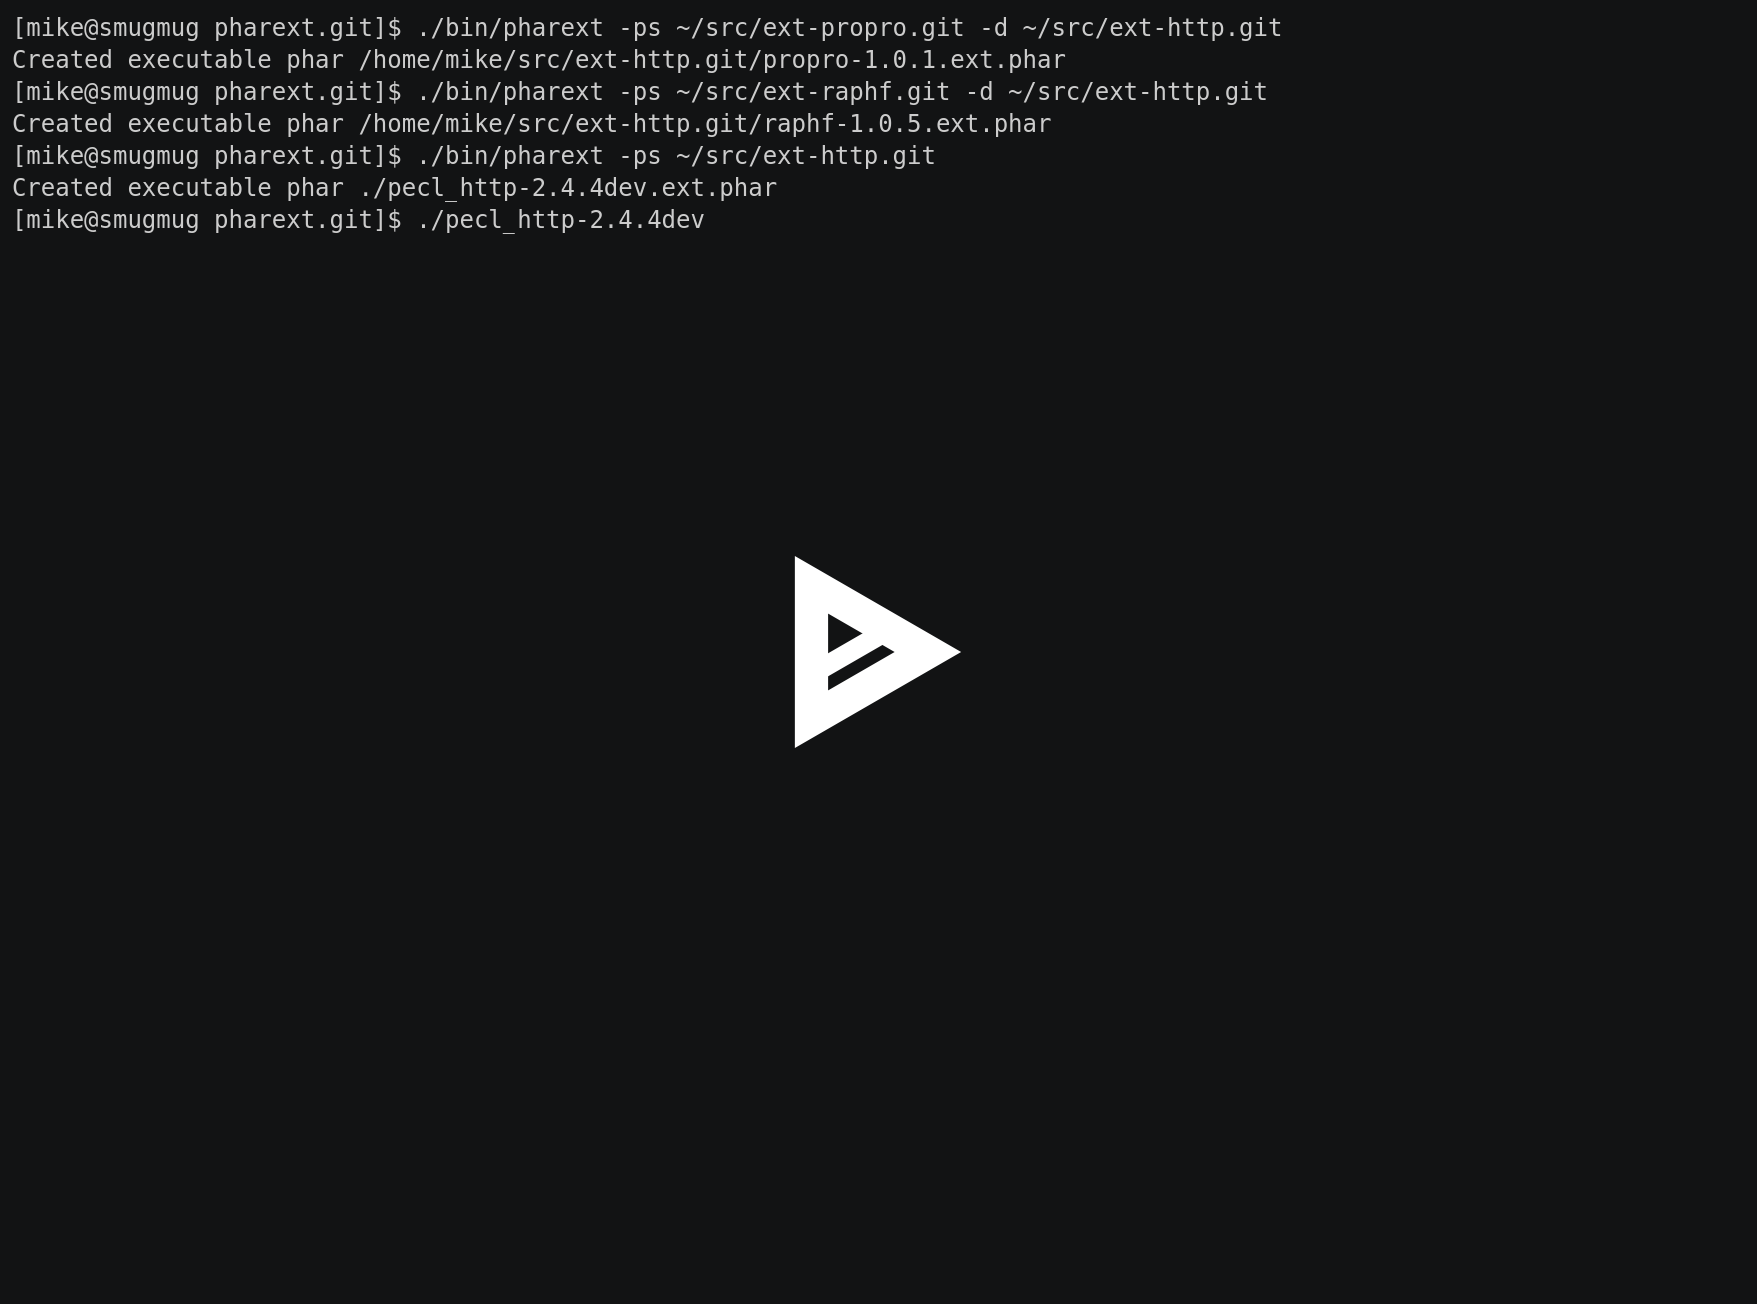 [mike@smugmug pharext.git]$ ./bin/pharext -ps ~/src/ext-propro.git -d ~/src/ext-http.git
Created executable phar /home/mike/src/ext-http.git/propro-1.0.1.ext.phar
[mike@smugmug pharext.git]$ ./bin/pharext -ps ~/src/ext-raphf.git -d ~/src/ext-http.git
Created executable phar /home/mike/src/ext-http.git/raphf-1.0.5.ext.phar
[mike@smugmug pharext.git]$ ./bin/pharext -ps ~/src/ext-http.git
Created executable phar ./pecl_http-2.4.4dev.ext.phar
[mike@smugmug pharext.git]$ ./pecl_http-2.4.4dev